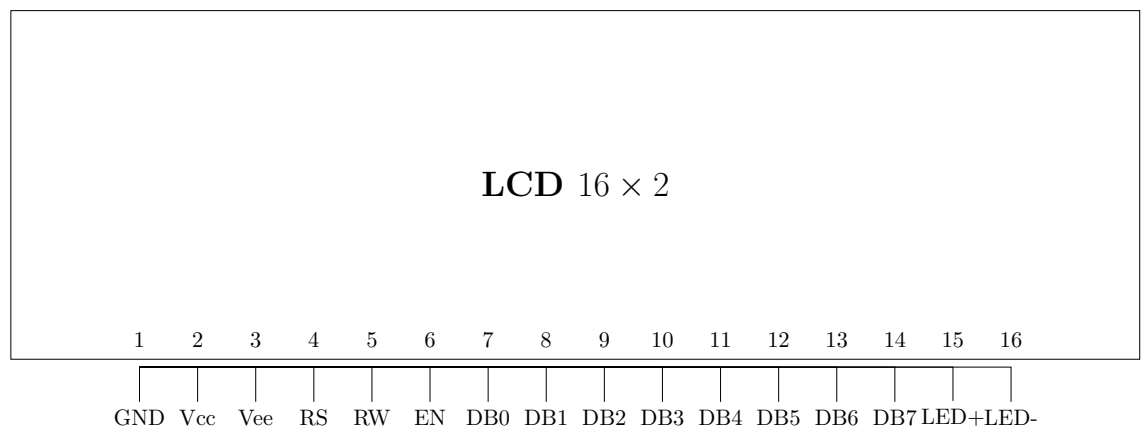 LCD 16 × 2
1 2 3 4 5 6 7 8 9 10 11 12 13 14 15 16
GND Vcc Vee RS RW EN DB0 DB1 DB2 DB3 DB4 DB5 DB6 DB7 LED+ LED-